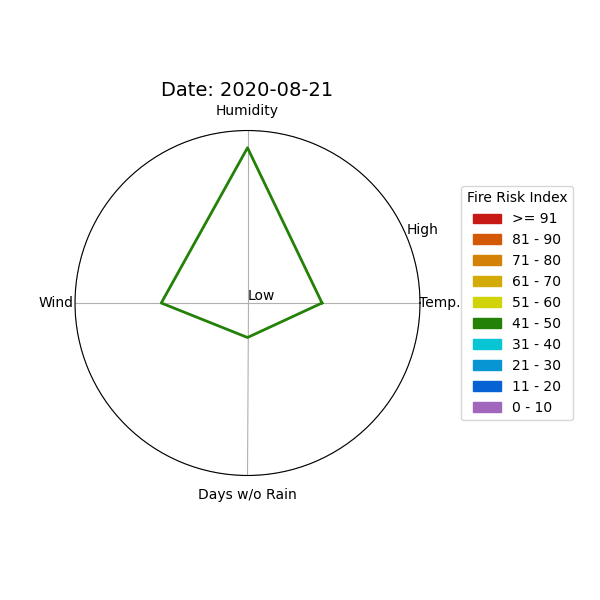 Date: 2020-08-21
Humidity
High
Low
Wind
Temp.
Days w/o Rain
Fire Risk Index
>= 91
81 - 90
71 - 80
61 - 70
51 - 60
41 - 50
31 - 40
21 - 30
11 - 20
0 - 10